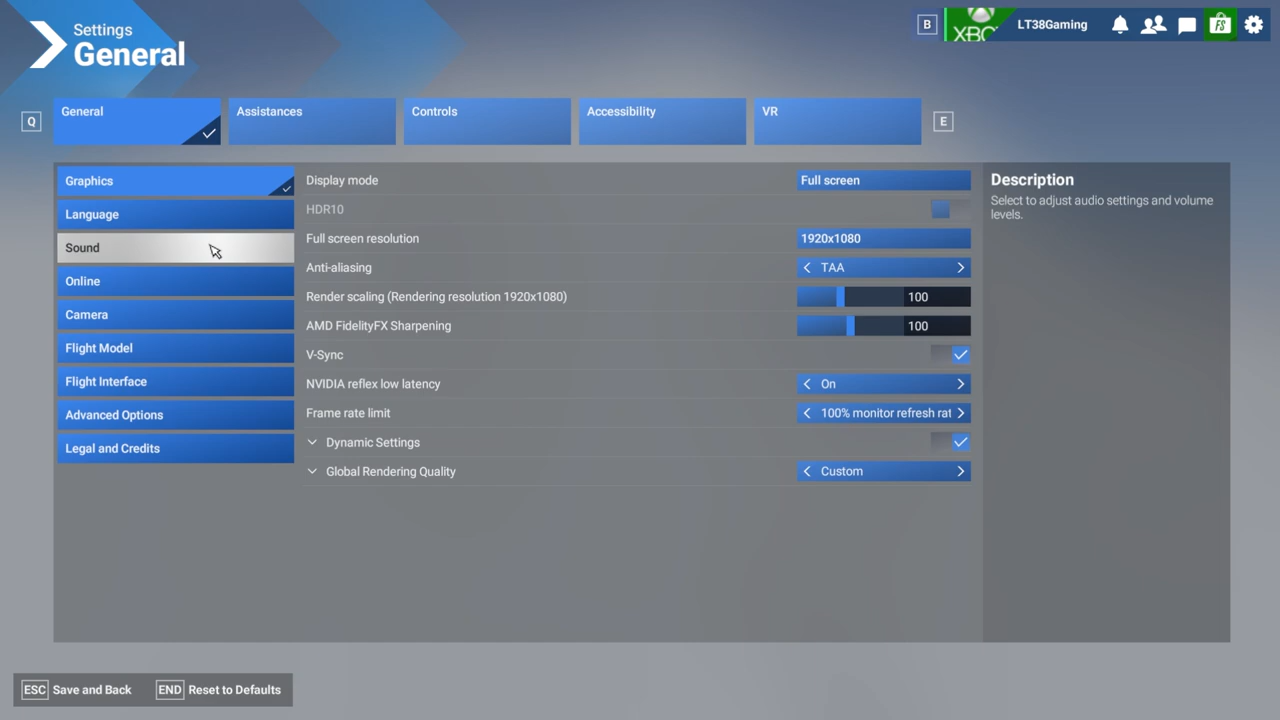 Settings
General
B
XBO
LT38Gaming
FS
Q
General
Assistances
Controls
Accessibility
VR
E
Graphics
Language
Sound
Online
Camera
Flight Model
Flight Interface
Advanced Options
Legal and Credits
Display mode
Full screen
HDR10
Full screen resolution
1920x1080
Anti-aliasing
TAA
Render scaling (Rendering resolution 1920x1080)
100
AMD FidelityFX Sharpening
100
V-Sync
NVIDIA reflex low latency
On
Frame rate limit
100% monitor refresh rat
Dynamic Settings
Global Rendering Quality
Custom
Description
Select to adjust audio settings and volume
levels.
ESC Save and Back
END Reset to Defaults